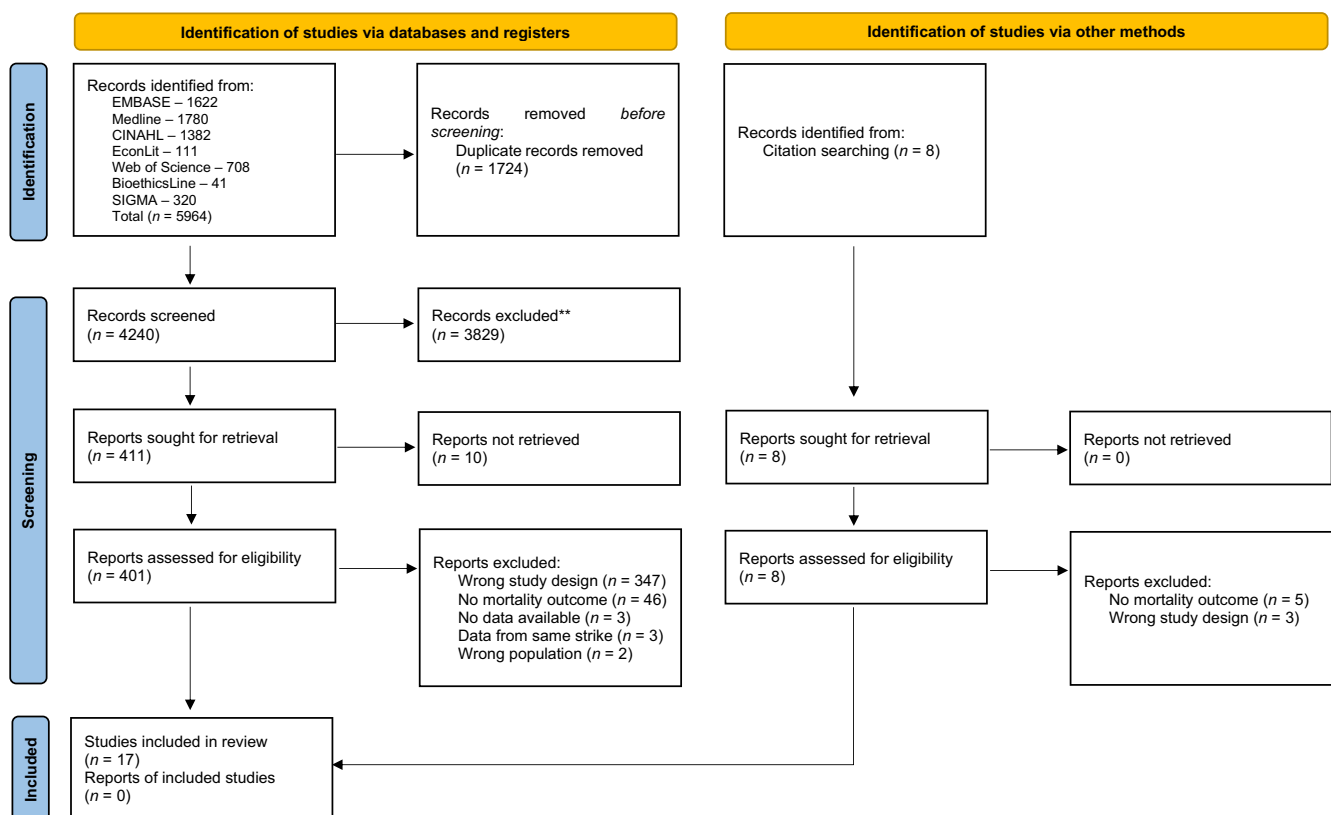 Identification of studies via databases and registers
Identification of studies via other methods
Identification
Records identified from:
EMBASE – 1622
Medline – 1780
CINAHL – 1382
EconLit – 111
Web of Science – 708
BioethicsLine – 41
SIGMA – 320
Total (n = 5964)
Records removed before
screening:
Duplicate records removed
(n = 1724)
Records identified from:
Citation searching (n = 8)
Screening
Records screened
(n = 4240)
Records excluded**
(n = 3829)
Reports sought for retrieval
(n = 411)
Reports not retrieved
(n = 10)
Reports sought for retrieval
(n = 8)
Reports not retrieved
(n = 0)
Reports assessed for eligibility
(n = 401)
Reports excluded:
Wrong study design (n = 347)
No mortality outcome (n = 46)
No data available (n = 3)
Data from same strike (n = 3)
Wrong population (n = 2)
Reports assessed for eligibility
(n = 8)
Reports excluded:
No mortality outcome (n = 5)
Wrong study design (n = 3)
Included
Studies included in review
(n = 17)
Reports of included studies
(n = 0)